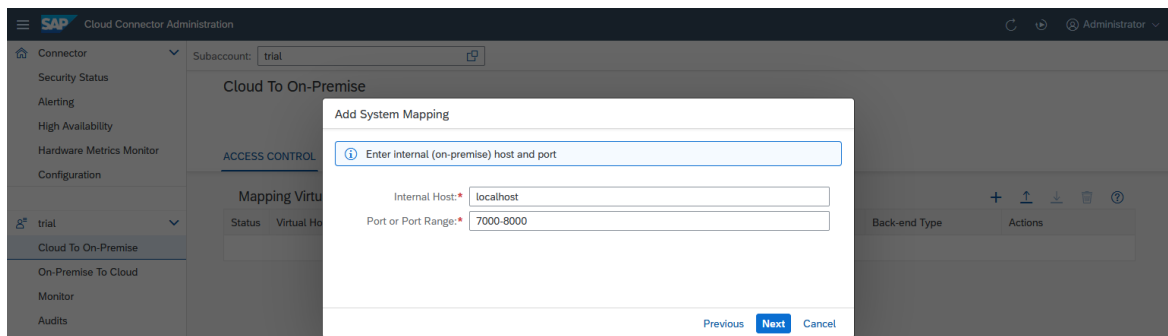 SAP Cloud Connector Administration Administrator
Connector
Subaccount: trial
Security Status
Cloud To On-Premise
Alerting
Add System Mapping
High Availability
Hardware Metrics Monitor
ACCESS CONTROL
Enter internal (on-premise) host and port
Configuration
Mapping Virtu
Internal Host:* localhost
trial
Status Virtual Ho
Port or Port Range:* 7000-8000
Back-end Type Actions
Cloud To On-Premise
On-Premise To Cloud
Monitor
Audits
Previous Next Cancel